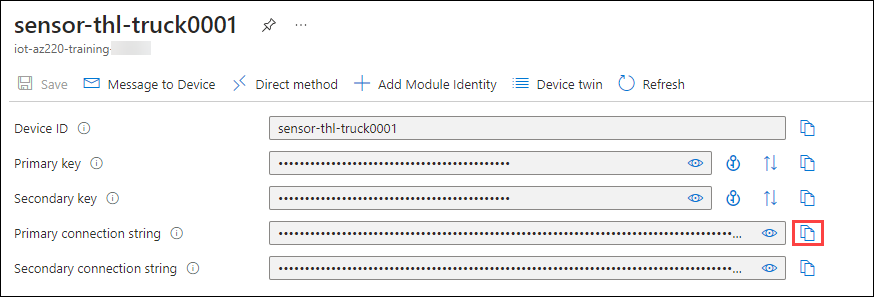 sensor-thl-truck0001
iot-az220-training-
Save Message to Device Direct method Add Module Identity Device twin Refresh
Device ID sensor-thl-truck0001
Primary key ••••••••••••••••••••••••••••••••••••••••••••
Secondary key ••••••••••••••••••••••••••••••••••••••••••••
Primary connection string ••••••••••••••••••••••••••••••••••••••••••••••••••••••••••••••••••••••••••••••••••••••...
Secondary connection string ••••••••••••••••••••••••••••••••••••••••••••••••••••••••••••••••••••••••••••••••••••••...